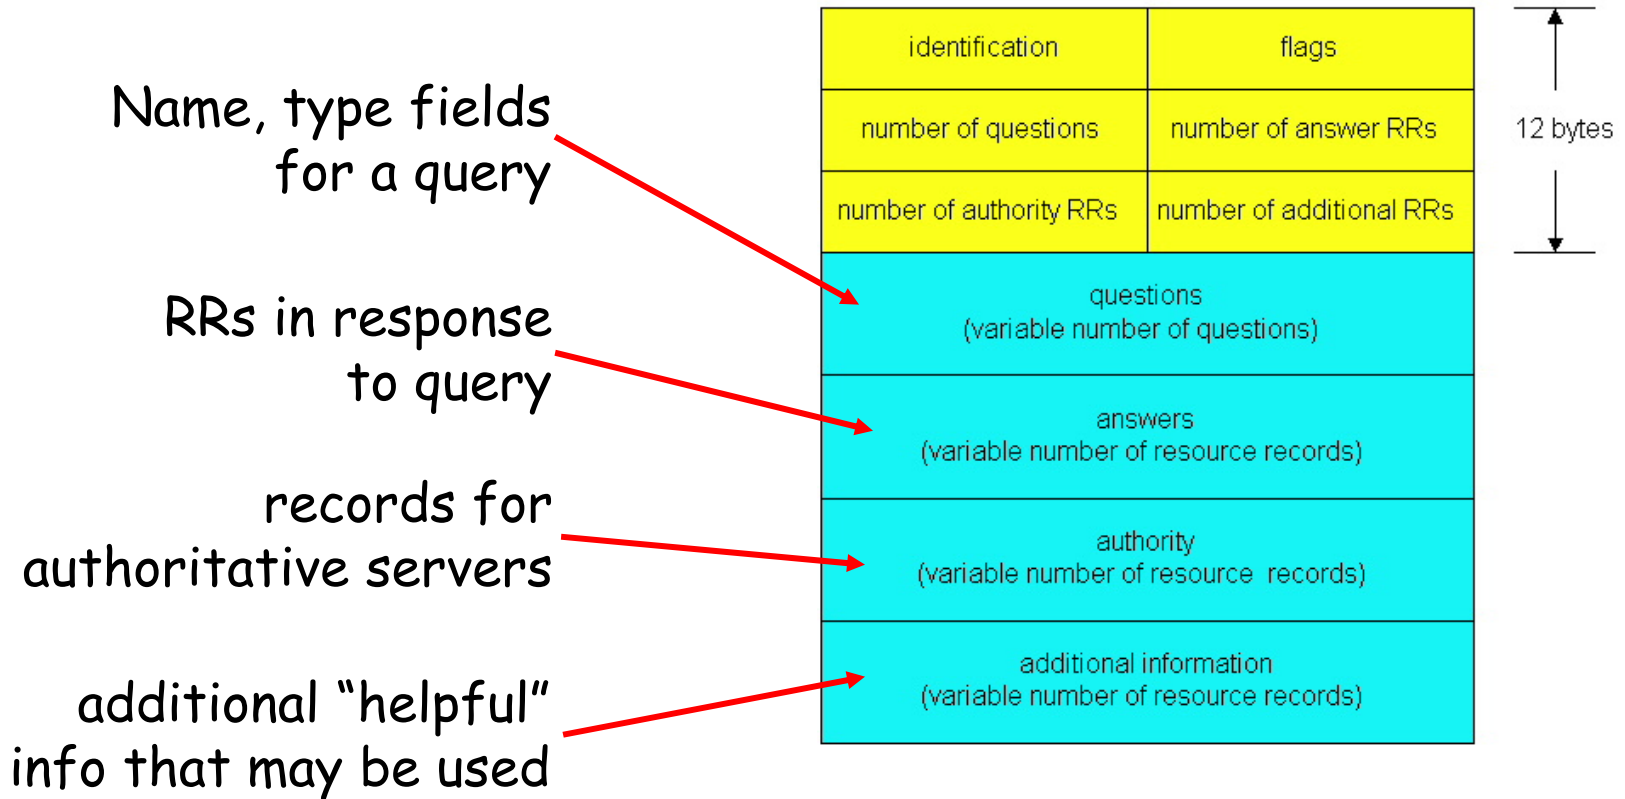 Name, type fields
for a query
RRs in response
to query
records for
authoritative servers
additional “helpful”
info that may be used
identification
flags
number of questions
number of answer RRs
number of authority RRs
number of additional RRs
12 bytes
questions
(variable number of questions)
answers
(variable number of resource records)
authority
(variable number of resource records)
additional information
(variable number of resource records)